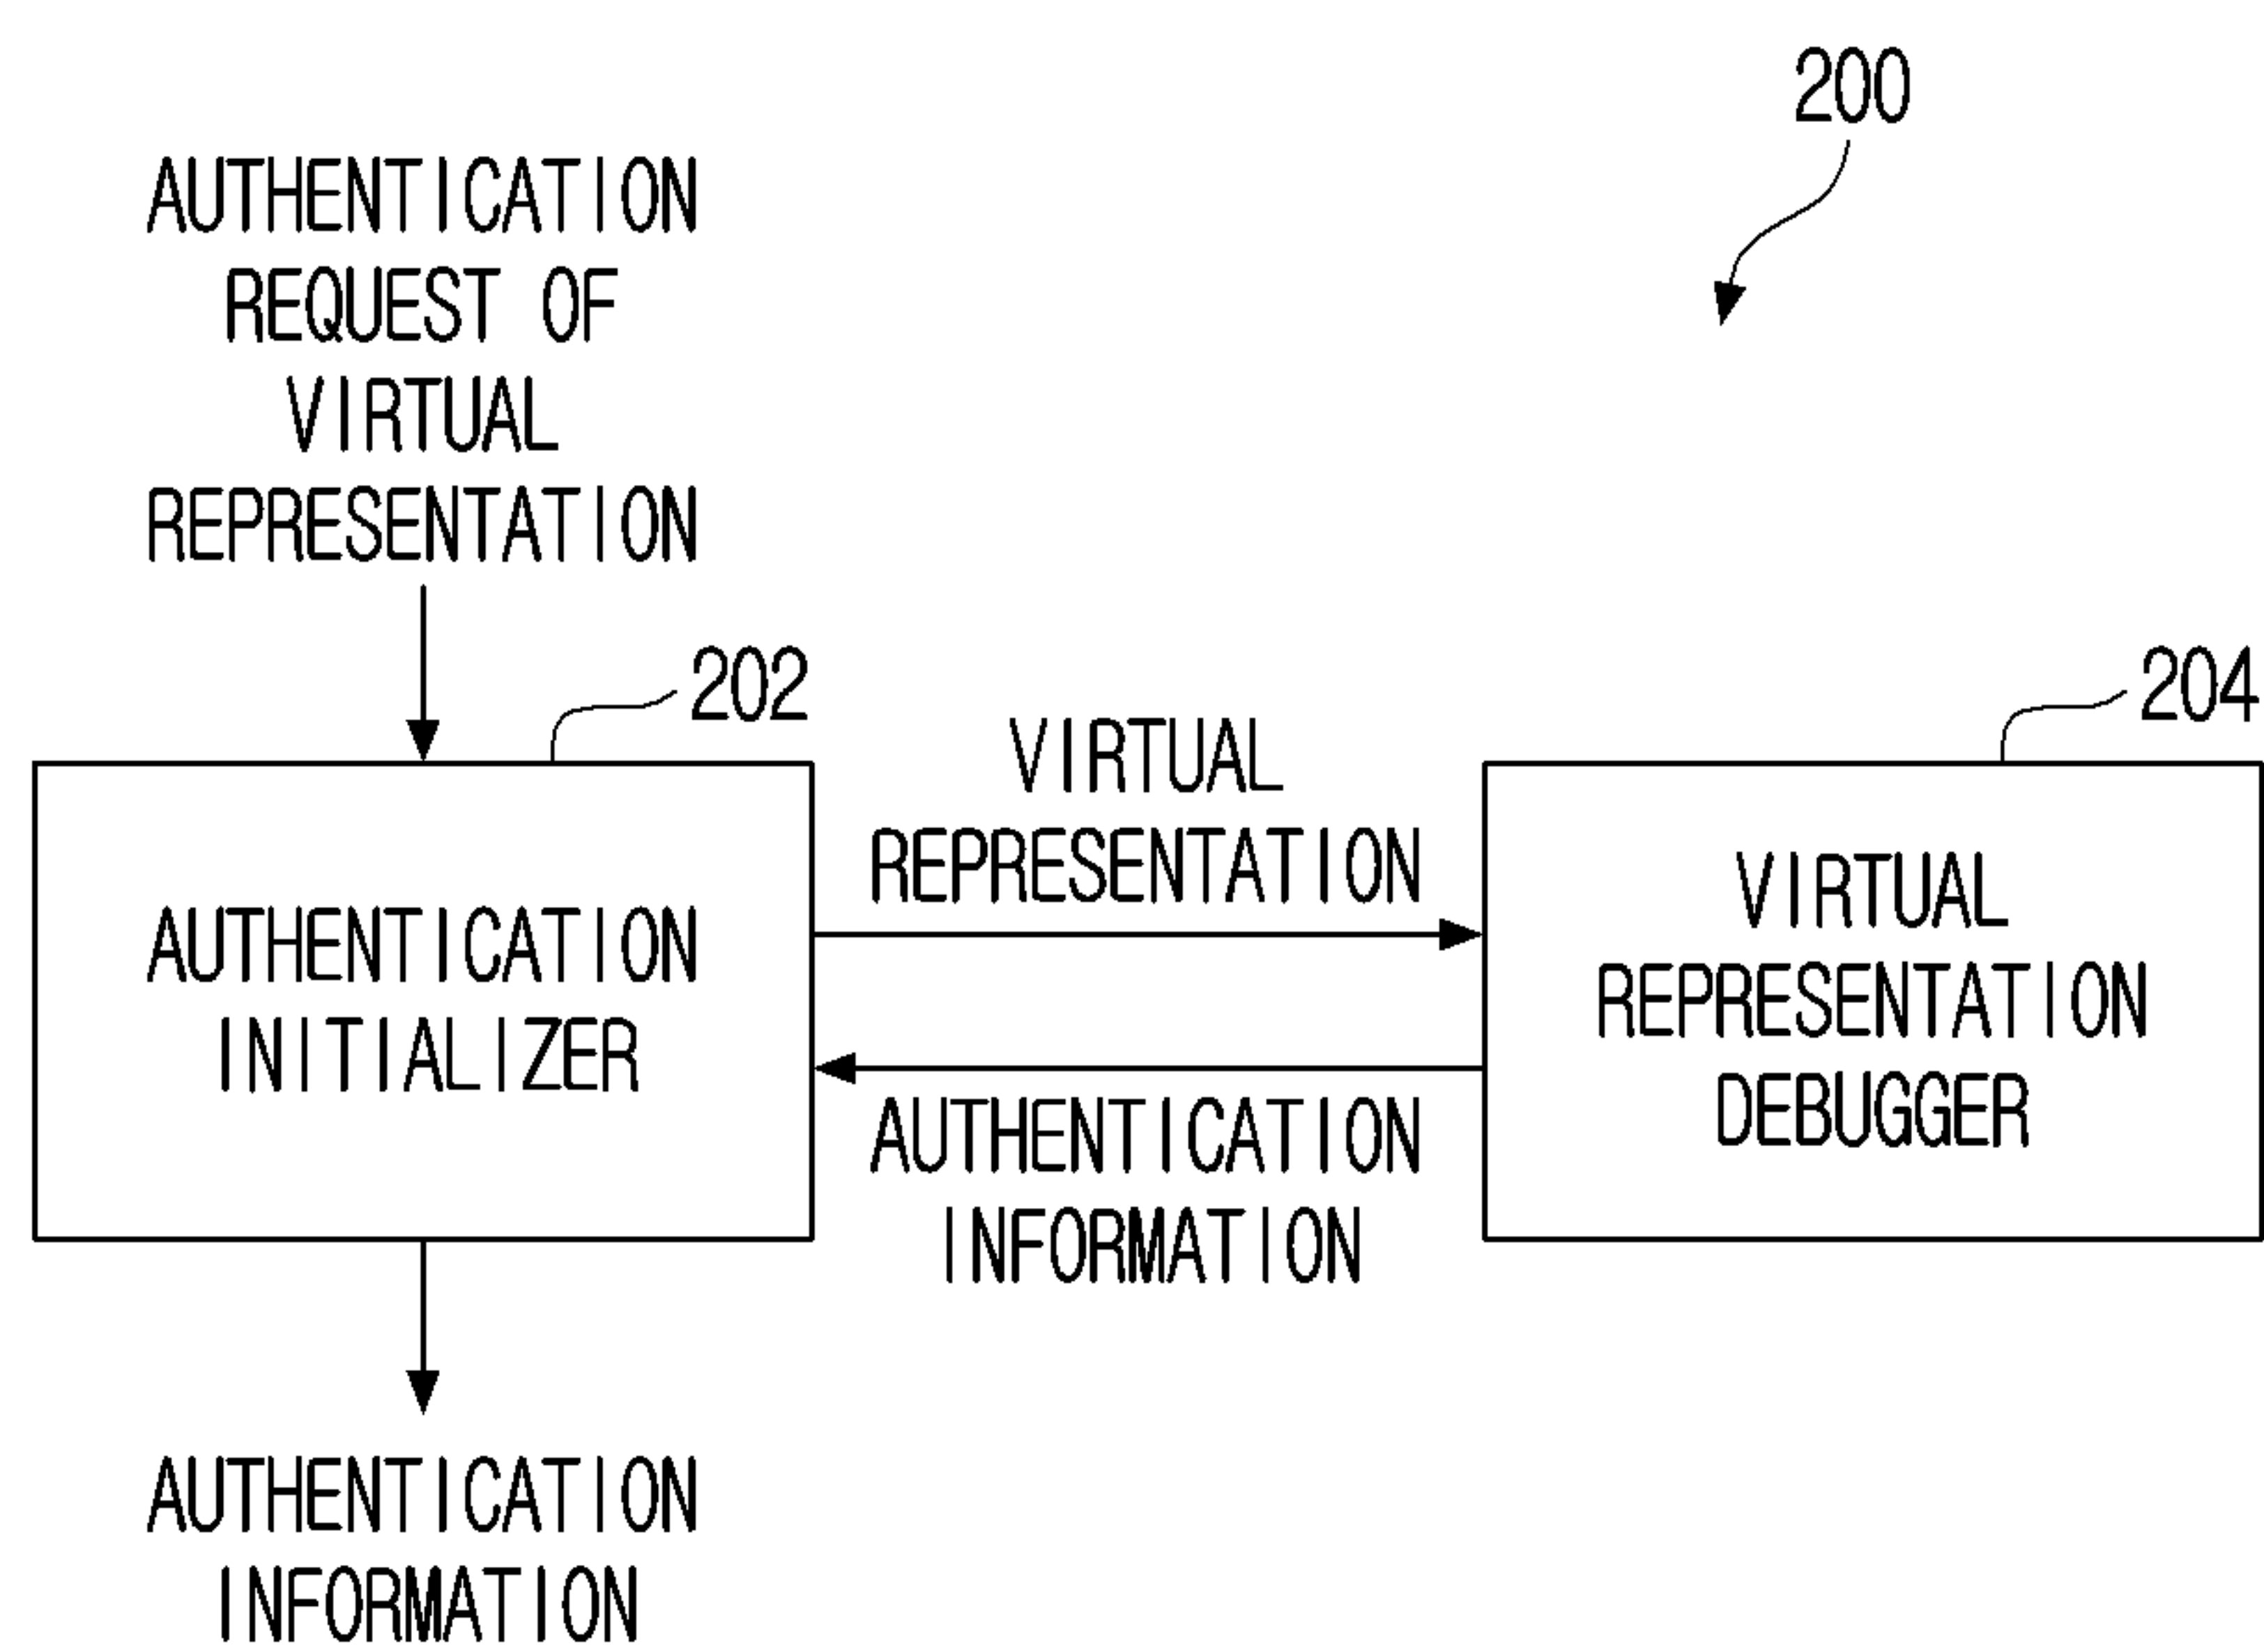 200
AUTHENTICATION
REQUEST OF
VIRTUAL
REPRESENTATION
202
204
VIRTUAL
REPRESENTATION
AUTHENTICATION
INITIALIZER
VIRTUAL
REPRESENTATION
DEBUGGER
AUTHENTICATION
INFORMATION
AUTHENTICATION
INFORMATION